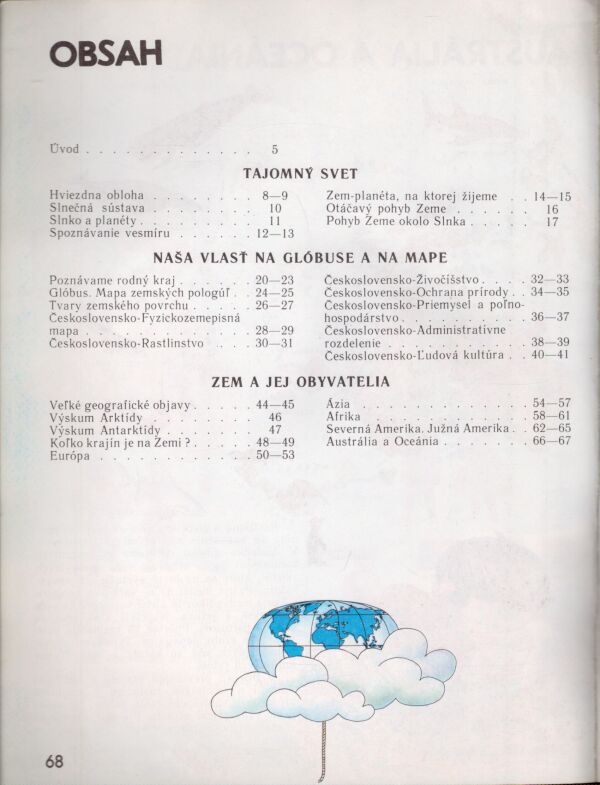 OBSAH
Úvod . . . . . . . . . . . . . 5
TAJOMNÝ SVET
Hviezdna obloha . . . . . . . . 8—9
Slnečná sústava . . . . . . . . 10
Slnko a planéty . . . . . . . . . 11
Spoznávanie vesmíru . . . . . . 12—13
Zem-planéta, na ktorej žijeme . . 14—15
Otáčavý pohyb Zeme . . . . . . 16
Pohyb Zeme okolo Slnka . . . . . 17
NAŠA VLASŤ NA GLÓBUSE A NA MAPE
Poznávame rodný kraj . . . . . 20—23
Glóbus. Mapa zemských pologúľ . . 24—25
Tvary zemského povrchu . . . . . 26—27
Československo-Fyzickozemepisná
mapa . . . . . . . . . . . . 28—29
Československo-Rastlinstvo . . . 30—31
Československo-Živočíšstvo . . . . 32—33
Československo-Ochrana prírody . . 34—35
Československo-Priemysel a poľno-
hospodárstvo . . . . . . . . . 36—37
Československo-Administratívne
rozdelenie . . . . . . . . . . 38—39
Československo-Ľudová kultúra . . 40—41
ZEM A JEJ OBYVATELIA
Veľké geografické objavy . . . . . 44—45
Výskum Arktídy . . . . . . . . 46
Výskum Antarktídy . . . . . . . 47
Koľko krajín je na Zemi ? . . . . . 48—49
Európa . . . . . . . . . . . . 50—53
Ázia . . . . . . . . . . . . . 54—57
Afrika . . . . . . . . . . . . 58—61
Severná Amerika. Južná Amerika . . 62—65
Austrália a Oceánia . . . . . . . 66—67
68